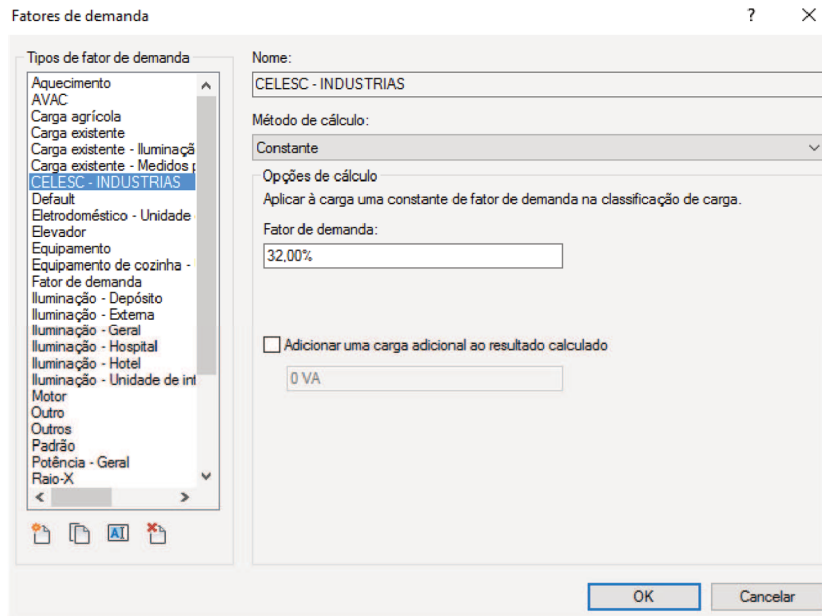 Fatores de demanda
?
Tipos de fator de demanda
Aquecimento
AVAC
Carga agrícola
Carga existente
Carga existente - Iluminaçã
Carga existente - Medidos p
CELESC - INDUSTRIAS
Default
Eletrodoméstico - Unidade
Elevador
Equipamento
Equipamento de cozinha -
Fator de demanda
Iluminação - Depósito
Iluminação - Externa
Iluminação - Geral
Iluminação - Hospital
Iluminação - Hotel
Iluminação - Unidade de inf
Motor
Outro
Outros
Padrão
Potência - Geral
Raio-X
Nome:
CELESC - INDUSTRIAS
Método de cálculo:
Constante
Opções de cálculo
Aplicar à carga uma constante de fator de demanda na classificação de carga.
Fator de demanda:
32,00%
Adicionar uma carga adicional ao resultado calculado
0 VA
AI
OK
Cancelar